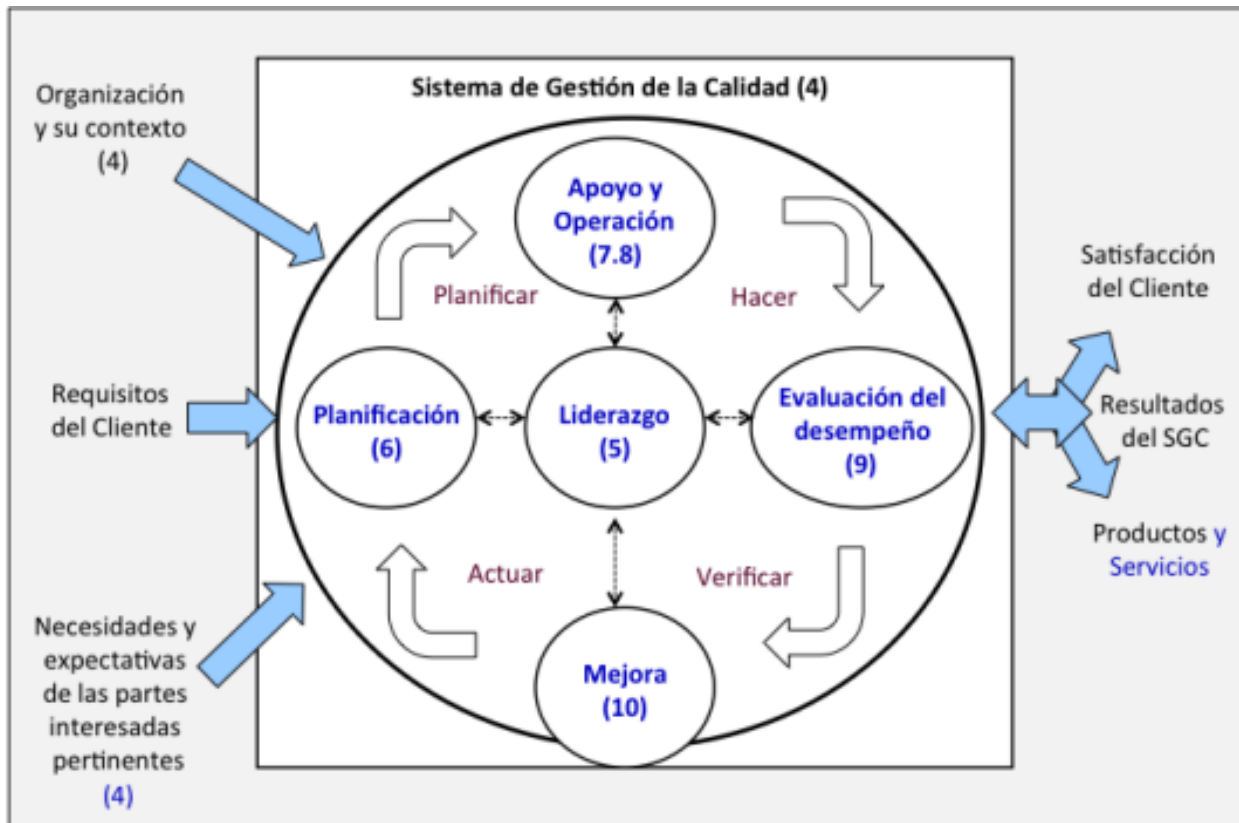 Sistema de Gestión de la Calidad (4)
Organización
y su contexto
(4)
Apoyo y
Operación
(7.8)
Planificar
Hacer
Satisfacción
del Cliente
Requisitos
del Cliente
Planificación
(6)
Liderazgo
(5)
Evaluación del
desempeño
(9)
Resultados
del SGC
Productos y
Servicios
Actuar
Verificar
Necesidades y
expectativas
de las partes
interesadas
pertinentes
(4)
Mejora
(10)